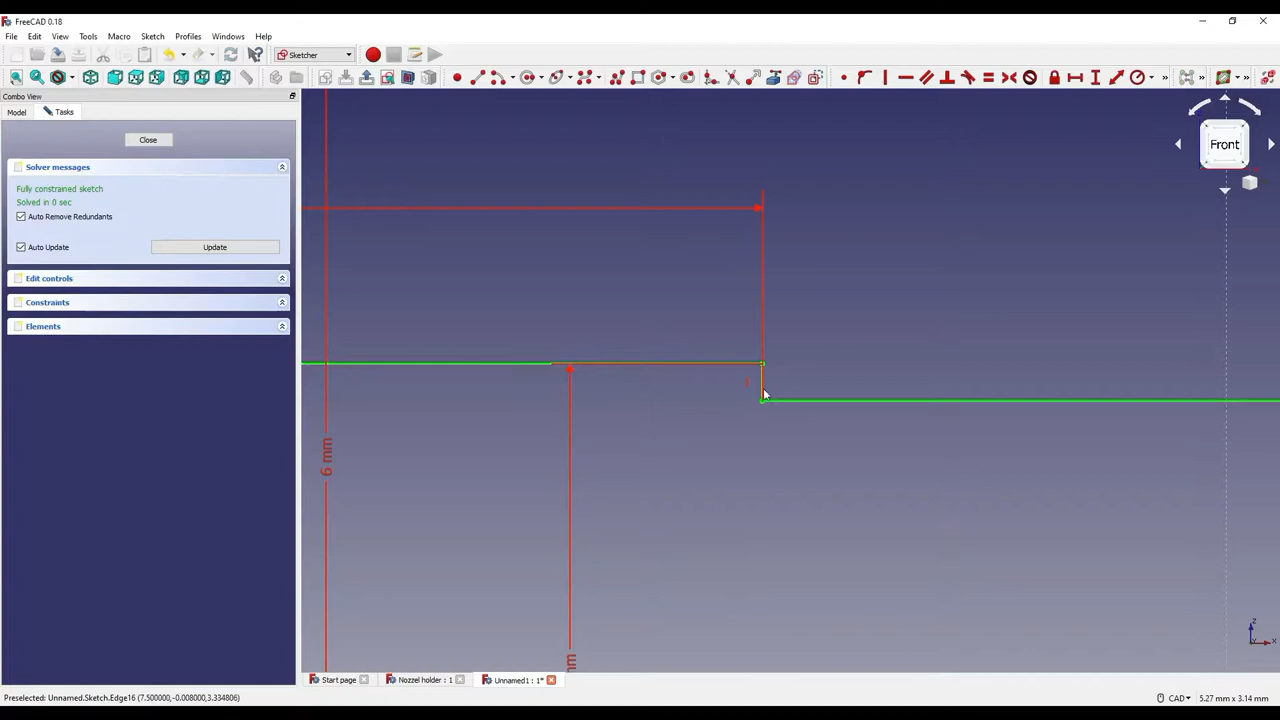 FreeCAD 0.18
File Edit View Tools Macro Sketch Profiles Windows Help
Sketcher
Combo View
Model Tasks
Close
Solver messages
Fully constrained sketch
Solved in 0 sec
Auto Remove Redundants
Auto Update Update
Edit controls
Constraints
Elements
Front
6 mm
mm
Z
X
Start page Nozzel holder : 1 Unnamed1 : 1*
Preselected: Unnamed.Sketch.Edge16 (7.500000,-0.008000,3.334806) CAD 5.27 mm x 3.14 mm